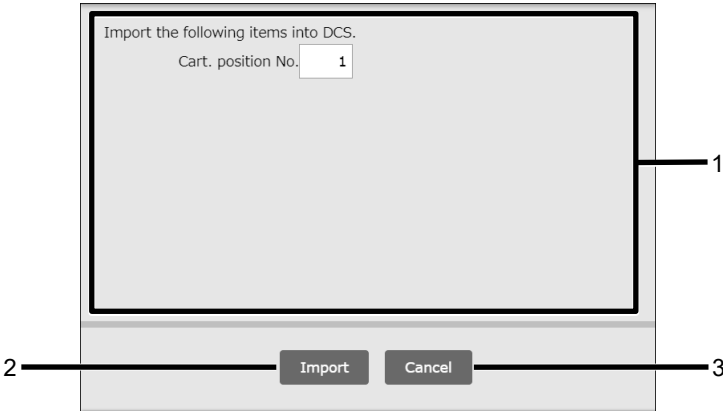 Import the following items into DCS.
Cart. position No. 1
1
2 Import Cancel 3